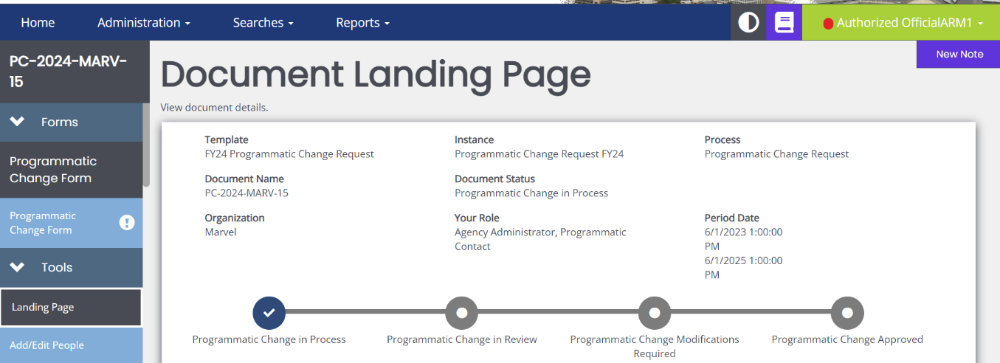 Home
Administration
Searches
Reports
Authorized OfficialARM1
PC-2024-MARV-
15
New Note
Document Landing Page
View document details.
Forms
Programmatic
Change Form
Programmatic
Change Form
Tools
Landing Page
Add/Edit People
Template
FY24 Programmatic Change Request
Instance
Programmatic Change Request FY24
Process
Programmatic Change Request
Document Name
PC-2024-MARV-15
Document Status
Programmatic Change in Process
Organization
Marvel
Your Role
Agency Administrator, Programmatic
Contact
Period Date
6/1/2023 1:00:00
PM
6/1/2025 1:00:00
PM
Programmatic Change in Process
Programmatic Change in Review
Programmatic Change Modifications
Required
Programmatic Change Approved